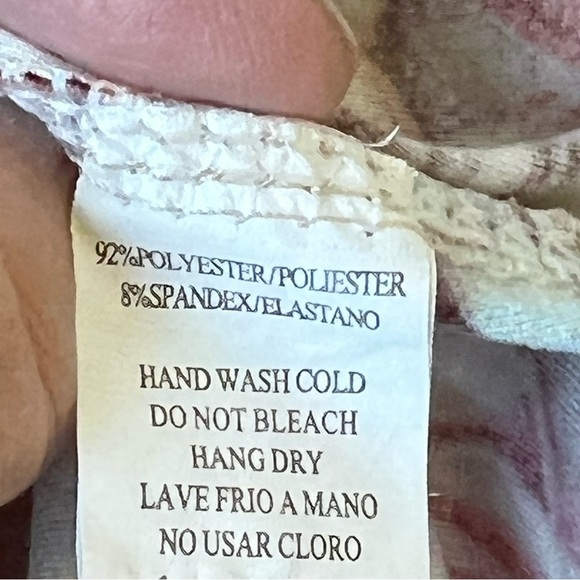 92%POLYESTER/POLIESTER
8%SPANDEX/ELASTANO
HAND WASH COLD
DO NOT BLEACH
HANG DRY
LAVE FRIO A MANO
NO USAR CLORO